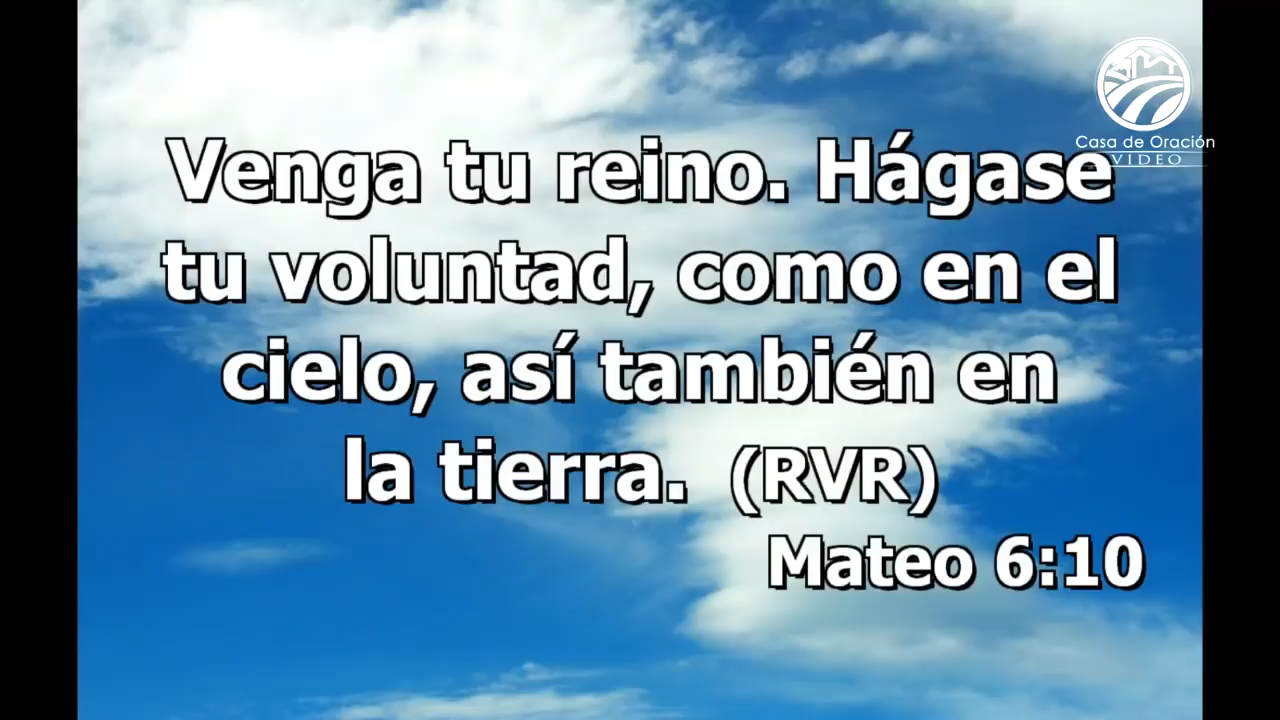 Casa de Oración
VIDEO
Venga tu reino. Hágase
tu voluntad, como en el
cielo, así también en
la tierra. (RVR)
Mateo 6:10